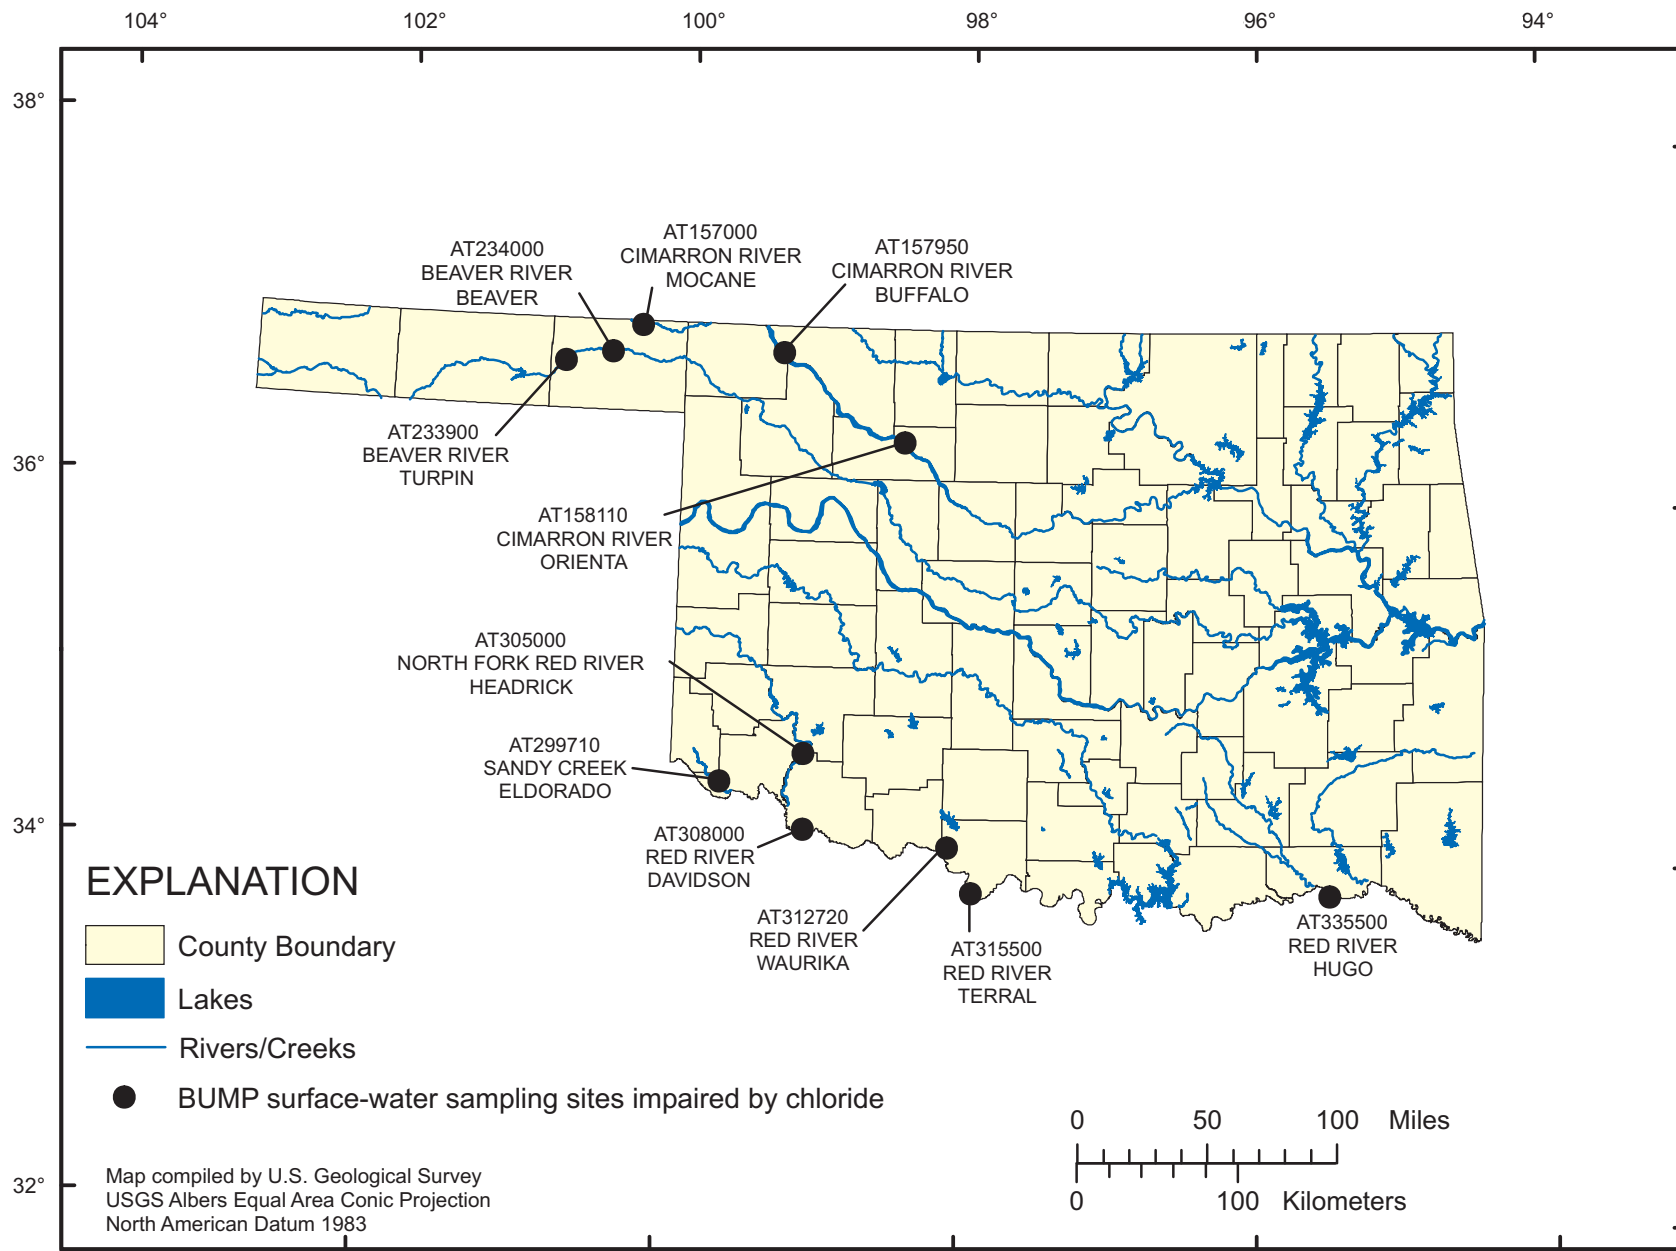 104°
102°
100°
98°
96°
94°
38°
36°
34°
32°
AT234000
BEAVER RIVER
BEAVER
AT157000
CIMARRON RIVER
MOCANE
AT157950
CIMARRON RIVER
BUFFALO
AT233900
BEAVER RIVER
TURPIN
AT158110
CIMARRON RIVER
ORIENTA
AT305000
NORTH FORK RED RIVER
HEADRICK
AT299710
SANDY CREEK
ELDORADO
AT308000
RED RIVER
DAVIDSON
AT312720
RED RIVER
WAURIKA
AT315500
RED RIVER
TERRAL
AT335500
RED RIVER
HUGO
EXPLANATION
County Boundary
Lakes
Rivers/Creeks
BUMP surface-water sampling sites impaired by chloride
0 50 100 Miles
0 100 Kilometers
Map compiled by U.S. Geological Survey
USGS Albers Equal Area Conic Projection
North American Datum 1983